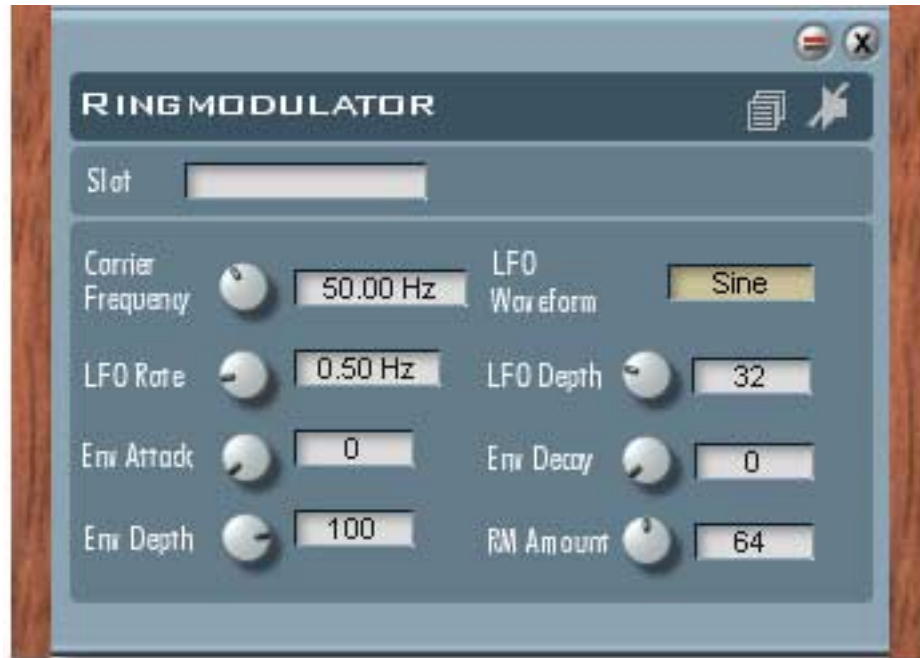 RINGMODULATOR
Slot
Carrier Frequency
50.00 Hz
LFO Waveform
Sine
LFO Rate
0.50 Hz
LFO Depth
32
Env Attack
0
Env Decay
0
Env Depth
100
RM Amount
64